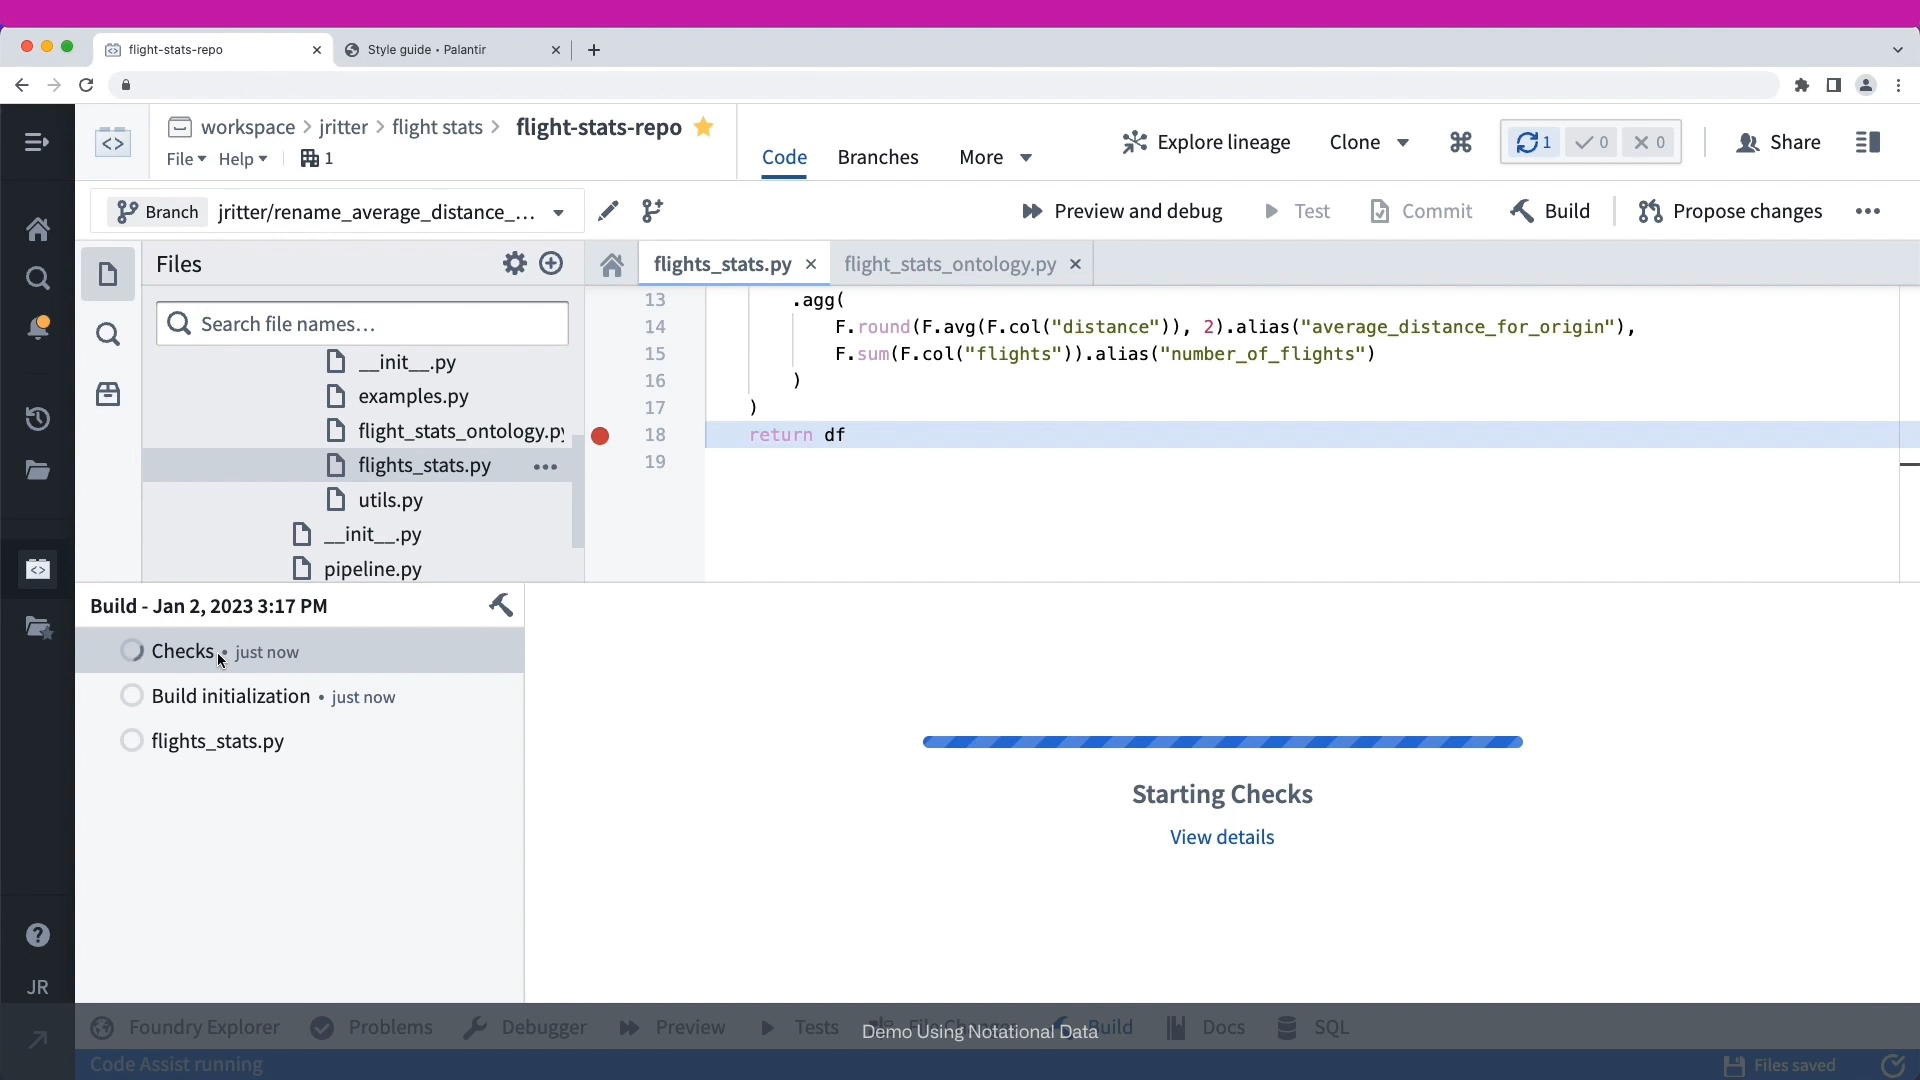 flight-stats-repo
Style guide • Palantir
workspace > jritter > flight stats > flight-stats-repo
File Help 1
Code Branches More
Explore lineage
Clone
1 0 0
Share
Branch jritter/rename_average_distance_...
Preview and debug
Test
Commit
Build
Propose changes
Files
Search file names...
__init__.py
examples.py
flight_stats_ontology.py
flights_stats.py
utils.py
__init__.py
pipeline.py
flights_stats.py flight_stats_ontology.py
13 .agg(
14 F.round(F.avg(F.col("distance")), 2).alias("average_distance_for_origin"),
15 F.sum(F.col("flights")).alias("number_of_flights")
16 )
17 )
18 return df
19
Build - Jan 2, 2023 3:17 PM
Checks • just now
Build initialization • just now
flights_stats.py
Starting Checks
View details
JR
Foundry Explorer Problems Debugger Preview Tests Build Docs SQL
Demo Using Notational Data
Code Assist running
Files saved